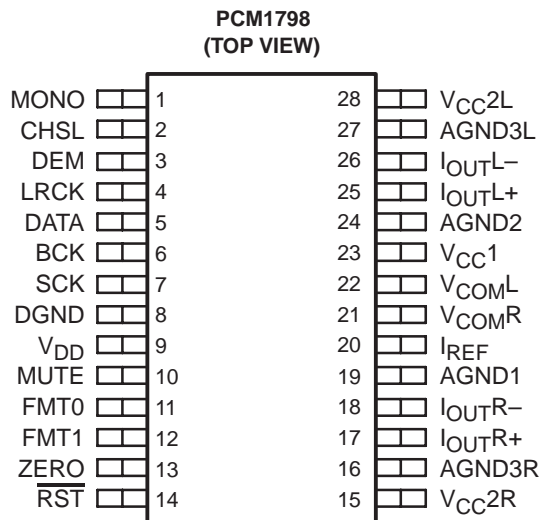 PCM1798
(TOP VIEW)
MONO 1 28 VCC2L
CHSL 2 27 AGND3L
DEM 3 26 IOUTL–
LRCK 4 25 IOUTL+
DATA 5 24 AGND2
BCK 6 23 VCC1
SCK 7 22 VCOML
DGND 8 21 VCOMR
VDD 9 20 IREF
MUTE 10 19 AGND1
FMT0 11 18 IOUTR–
FMT1 12 17 IOUTR+
ZERO 13 16 AGND3R
RST 14 15 VCC2R